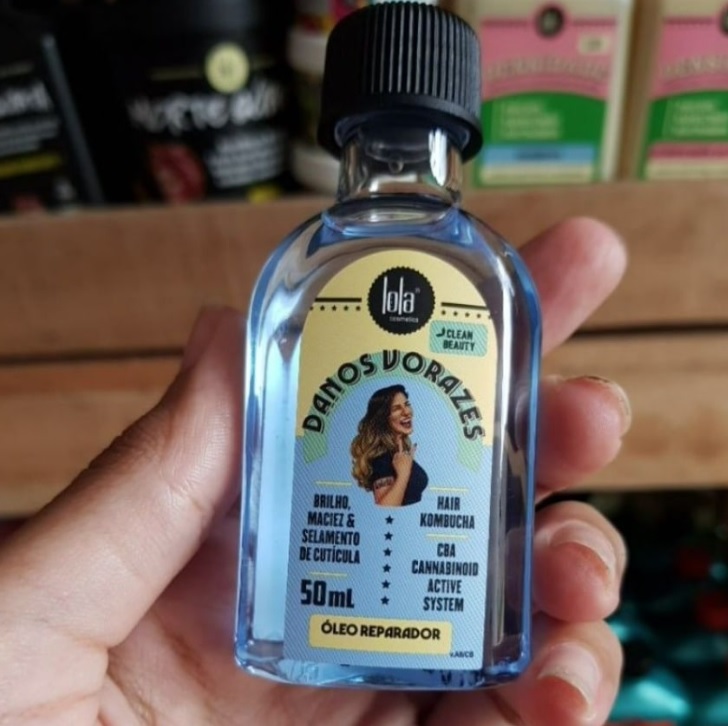 lola
cosmetics
CLEAN
BEAUTY
DANOS VORAZES
BRILHO,
MACIEZ &
SELAMENTO
DE CUTÍCULA
50mL
HAIR
KOMBUCHA
CBA
CANNABINOID
ACTIVE
SYSTEM
ÓLEO REPARADOR